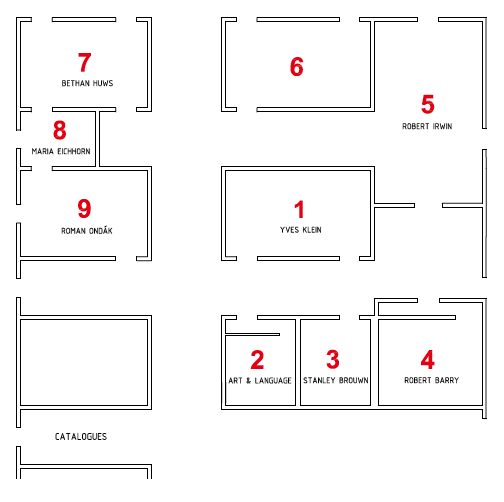 7
BETHAN HUWS
6
5
ROBERT IRWIN
8
MARIA EICHHORN
9
ROMAN ONDÁK
1
YVES KLEIN
2
ART & LANGUAGE
3
STANLEY BROUWN
4
ROBERT BARRY
CATALOGUES